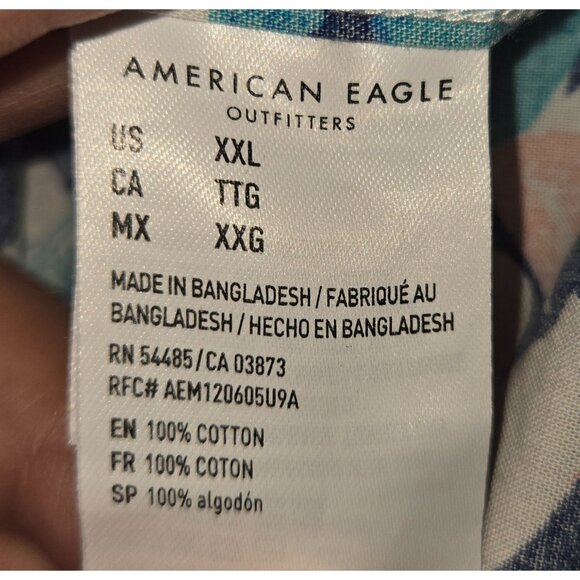 AMERICAN EAGLE
OUTFITTERS
US XXL
CA TTG
MX XXG
MADE IN BANGLADESH / FABRIQUÉ AU
BANGLADESH / HECHO EN BANGLADESH
RN 54485 / CA 03873
RFC# AEM120605U9A
EN 100% COTTON
FR 100% COTON
SP 100% algodón